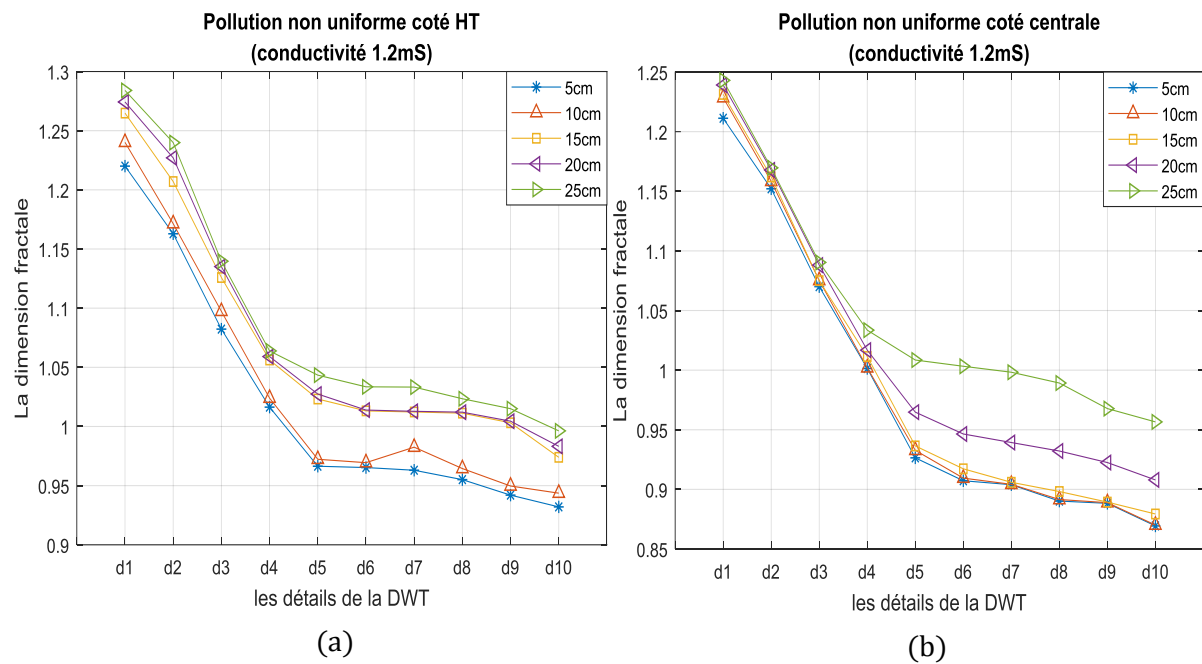 Pollution non uniforme coté HT
(conductivité 1.2mS)
La dimension fractale
1.3
1.25
1.2
1.15
1.1
1.05
1
0.95
0.9
5cm
10cm
15cm
20cm
25cm
d1 d2 d3 d4 d5 d6 d7 d8 d9 d10
les détails de la DWT
(a)
Pollution non uniforme coté centrale
(conductivité 1.2mS)
La dimension fractale
1.25
1.2
1.15
1.1
1.05
1
0.95
0.9
0.85
5cm
10cm
15cm
20cm
25cm
d1 d2 d3 d4 d5 d6 d7 d8 d9 d10
les détails de la DWT
(b)